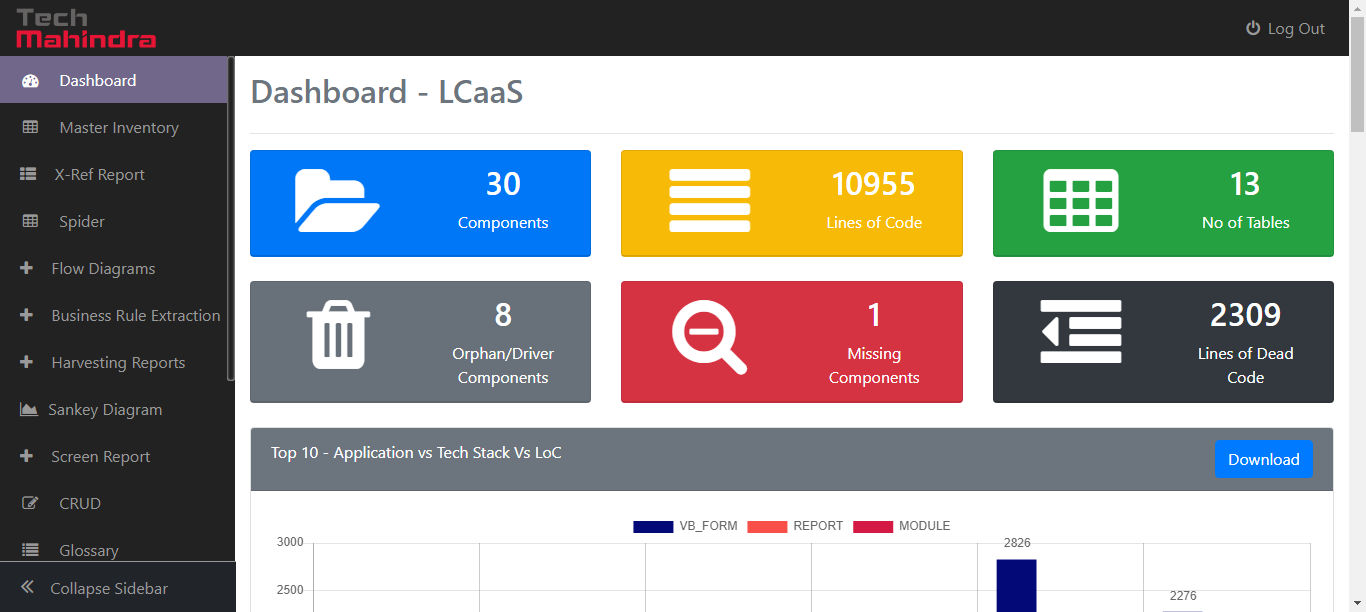 Tech
Mahindra
Log Out
Dashboard
Master Inventory
X-Ref Report
Spider
Flow Diagrams
Business Rule Extraction
Harvesting Reports
Sankey Diagram
Screen Report
CRUD
Glossary
Collapse Sidebar
Dashboard - LCaaS
30
Components
10955
Lines of Code
13
No of Tables
8
Orphan/Driver
Components
1
Missing
Components
2309
Lines of Dead
Code
Top 10 - Application vs Tech Stack Vs LoC
Download
VB_FORM REPORT MODULE
3000
2826
2500
2276